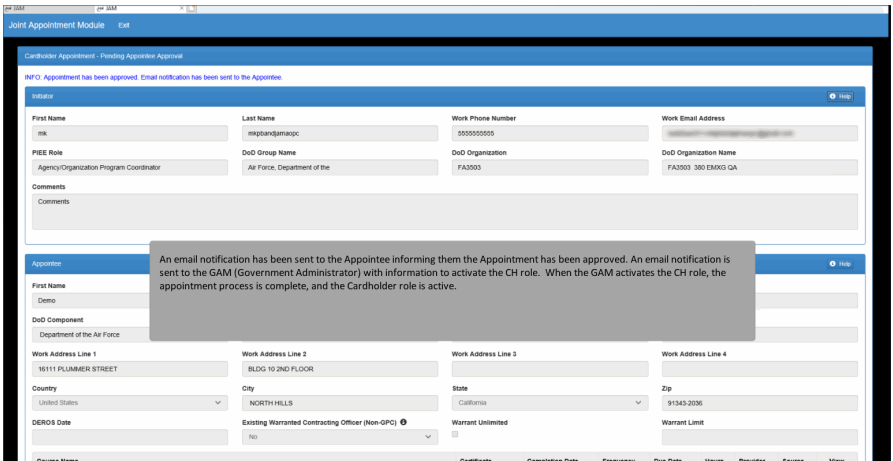 JAM JAM
Joint Appointment Module Exit
Cardholder Appointment - Pending Appointee Approval
INFO: Appointment has been approved. Email notification has been sent to the Appointee.
Initiator Help
First Name Last Name Work Phone Number Work Email Address
mk mkpbandjamaopc 5555555555
PIEE Role DoD Group Name DoD Organization DoD Organization Name
Agency/Organization Program Coordinator Air Force, Department of the FA3503 FA3503 380 EMXG QA
Comments
Comments
An email notification has been sent to the Appointee informing them the Appointment has been approved. An email notification is
sent to the GAM (Government Administrator) with information to activate the CH role. When the GAM activates the CH role, the
appointment process is complete, and the Cardholder role is active.
Appointee Help
First Name
Demo
DoD Component
Department of the Air Force
Work Address Line 1 Work Address Line 2 Work Address Line 3 Work Address Line 4
16111 PLUMMER STREET BLDG 10 2ND FLOOR
Country City State Zip
United States NORTH HILLS California 91343-2036
DEROS Date Existing Warranted Contracting Officer (Non-GPC) Warrant Unlimited Warrant Limit
No
Course Name Certificate Completion Date Frequency Due Date Hours Provider Source View